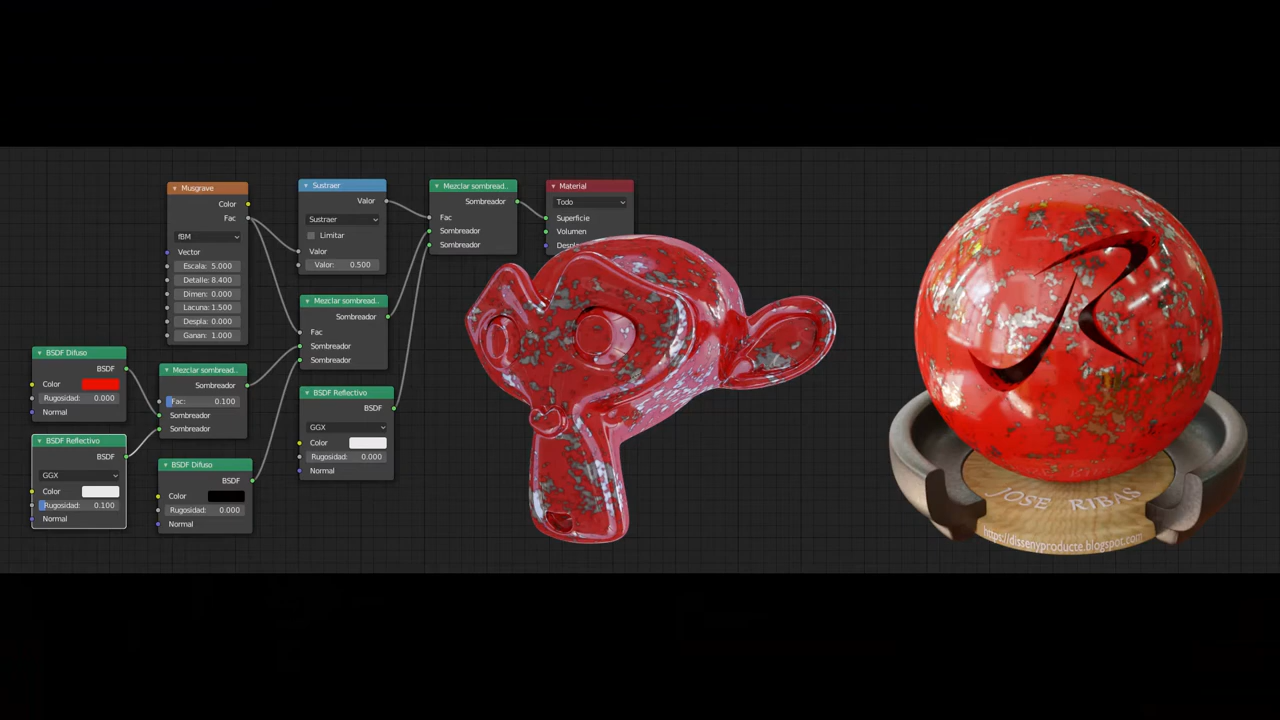 Musgrave
Color
Fac
fBM
Vector
Escala: 5.000
Detalle: 8.400
Dimen: 0.000
Lacuna: 1.500
Despla: 0.000
Ganan: 1.000
Sustraer
Valor
Sustraer
Limitar
Valor
Valor: 0.500
Mezclar sombread..
Sombreador
Fac
Sombreador
Sombreador
Material
Todo
Superficie
Volumen
Despl
Mezclar sombread..
Sombreador
Fac
Sombreador
Sombreador
BSDF Difuso
BSDF
Color
Rugosidad: 0.000
Normal
Mezclar sombread..
Sombreador
Fac: 0.100
Sombreador
Sombreador
BSDF Reflectivo
BSDF
GGX
Color
Rugosidad: 0.000
Normal
BSDF Reflectivo
BSDF
GGX
Color
Rugosidad: 0.100
Normal
BSDF Difuso
BSDF
Color
Rugosidad: 0.000
Normal
JOSE RIBAS
https://dissenyproducte.blogspot.com